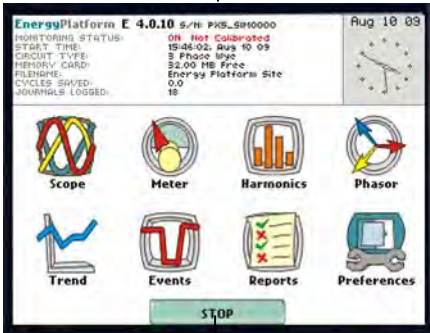 EnergyPlatform E 4.0.10 S/N: PX5_SIM0000
Aug 10 09
MONITORING STATUS: ON Not Calibrated
START TIME: 15:46:02, Aug 10 09
CIRCUIT TYPE: 3 Phase Wye
MEMORY CARD: 32.00 MB Free
FILENAME: Energy Platform Site
CYCLES SAVED: 0.0
JOURNALS LOGGED: 18
Scope Meter Harmonics Phasor
Trend Events Reports Preferences
STOP